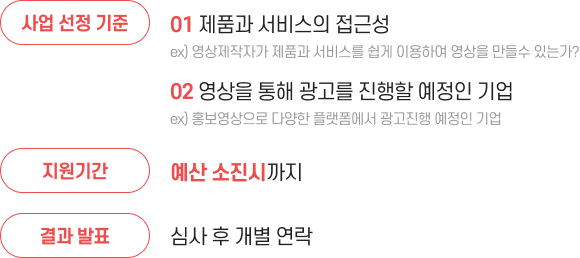 사업 선정 기준
01 제품과 서비스의 접근성
ex) 영상제작자가 제품과 서비스를 쉽게 이용하여 영상을 만들수 있는가?
02 영상을 통해 광고를 진행할 예정인 기업
ex) 홍보영상으로 다양한 플랫폼에서 광고진행 예정인 기업
지원기간
예산 소진시까지
결과 발표
심사 후 개별 연락